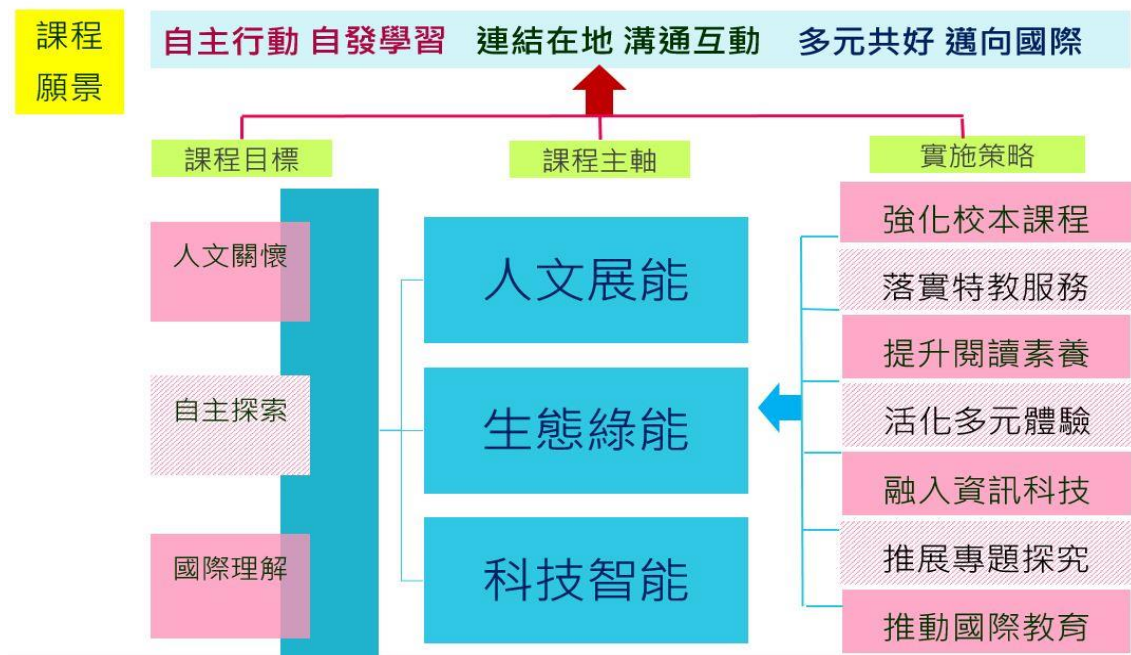 課程
願景
自主行動 自發學習 連結在地 溝通互動 多元共好 邁向國際
課程目標
課程主軸
實施策略
人文關懷
自主探索
國際理解
人文展能
生態綠能
科技智能
強化校本課程
落實特教服務
提升閱讀素養
活化多元體驗
融入資訊科技
推展專題探究
推動國際教育